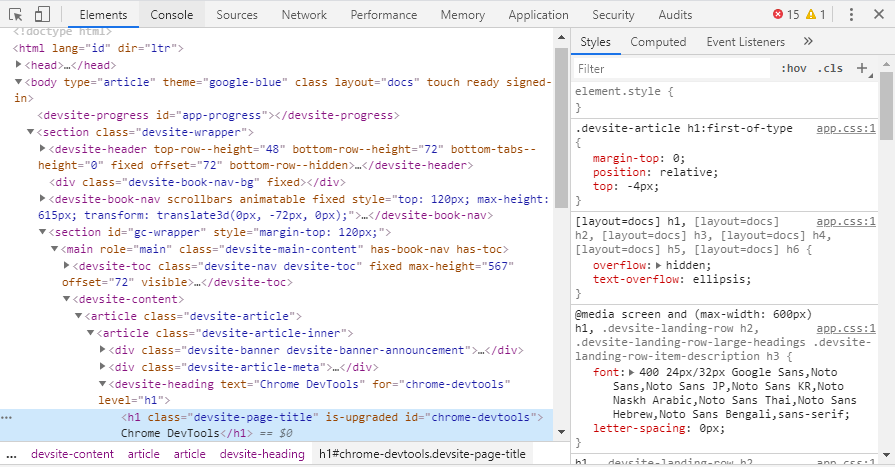 Elements Console Sources Network Performance Memory Application Security Audits 15 1
<!doctype html>
<html lang="id" dir="ltr">
<head>…</head>
<body type="article" theme="google-blue" class layout="docs" touch ready signed-
in>
<devsite-progress id="app-progress"></devsite-progress>
<section class="devsite-wrapper">
<devsite-header top-row--height="48" bottom-row--height="72" bottom-tabs--
height="0" fixed offset="72" bottom-row--hidden>…</devsite-header>
<div class="devsite-book-nav-bg" fixed></div>
<devsite-book-nav scrollbars animatable fixed style="top: 120px; max-height:
615px; transform: translate3d(0px, -72px, 0px);">…</devsite-book-nav>
<section id="gc-wrapper" style="margin-top: 120px;">
<main role="main" class="devsite-main-content" has-book-nav has-toc>
<devsite-toc class="devsite-nav devsite-toc" fixed max-height="567"
offset="72" visible>…</devsite-toc>
<devsite-content>
<article class="devsite-article">
<article class="devsite-article-inner">
<div class="devsite-banner devsite-banner-announcement">…</div>
<div class="devsite-article-meta">…</div>
<devsite-heading text="Chrome DevTools" for="chrome-devtools"
level="h1">
… <h1 class="devsite-page-title" is-upgraded id="chrome-devtools">
Chrome DevTools</h1> == $0
… devsite-content article article devsite-heading h1#chrome-devtools.devsite-page-title
Styles Computed Event Listeners »
Filter :hov .cls +
element.style {
}
.devsite-article h1:first-of-type app.css:1
{
margin-top: 0;
position: relative;
top: -4px;
}
[layout=docs] h1, [layout=docs] app.css:1
h2, [layout=docs] h3, [layout=docs] h4,
[layout=docs] h5, [layout=docs] h6 {
overflow: hidden;
text-overflow: ellipsis;
}
@media screen and (max-width: 600px)
h1, .devsite-landing-row h2, app.css:1
.devsite-landing-row-large-headings .devsite-
landing-row-item-description h3 {
font: 400 24px/32px Google Sans,Noto
Sans,Noto Sans JP,Noto Sans KR,Noto
Naskh Arabic,Noto Sans Thai,Noto Sans
Hebrew,Noto Sans Bengali,sans-serif;
letter-spacing: 0px;
}
h1, .devsite-landing-row h2, app.css:1